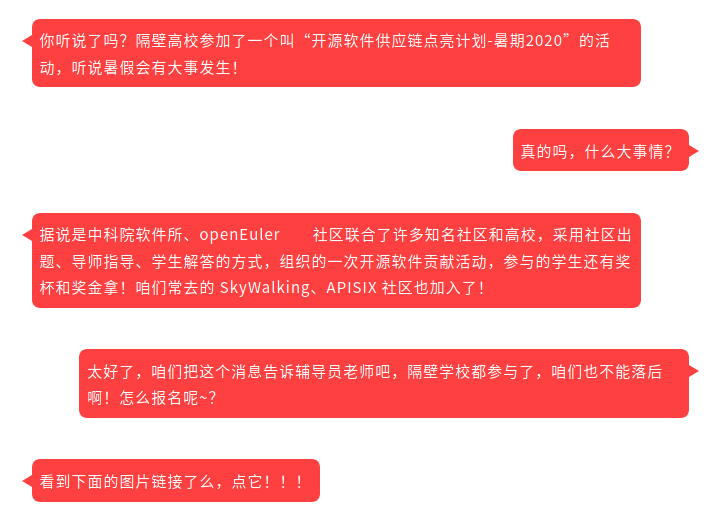 你听说了吗？隔壁高校参加了一个叫“开源软件供应链点亮计划-暑期2020”的活
动，听说暑假会有大事发生！
真的吗，什么大事情？
据说是中科院软件所、openEuler 社区联合了许多知名社区和高校，采用社区出
题、导师指导、学生解答的方式，组织的一次开源软件贡献活动，参与的学生还有奖
杯和奖金拿！咱们常去的 SkyWalking、APISIX 社区也加入了！
太好了，咱们把这个消息告诉辅导员老师吧，隔壁学校都参与了，咱们也不能落后
啊！怎么报名呢~？
看到下面的图片链接了么，点它！！！